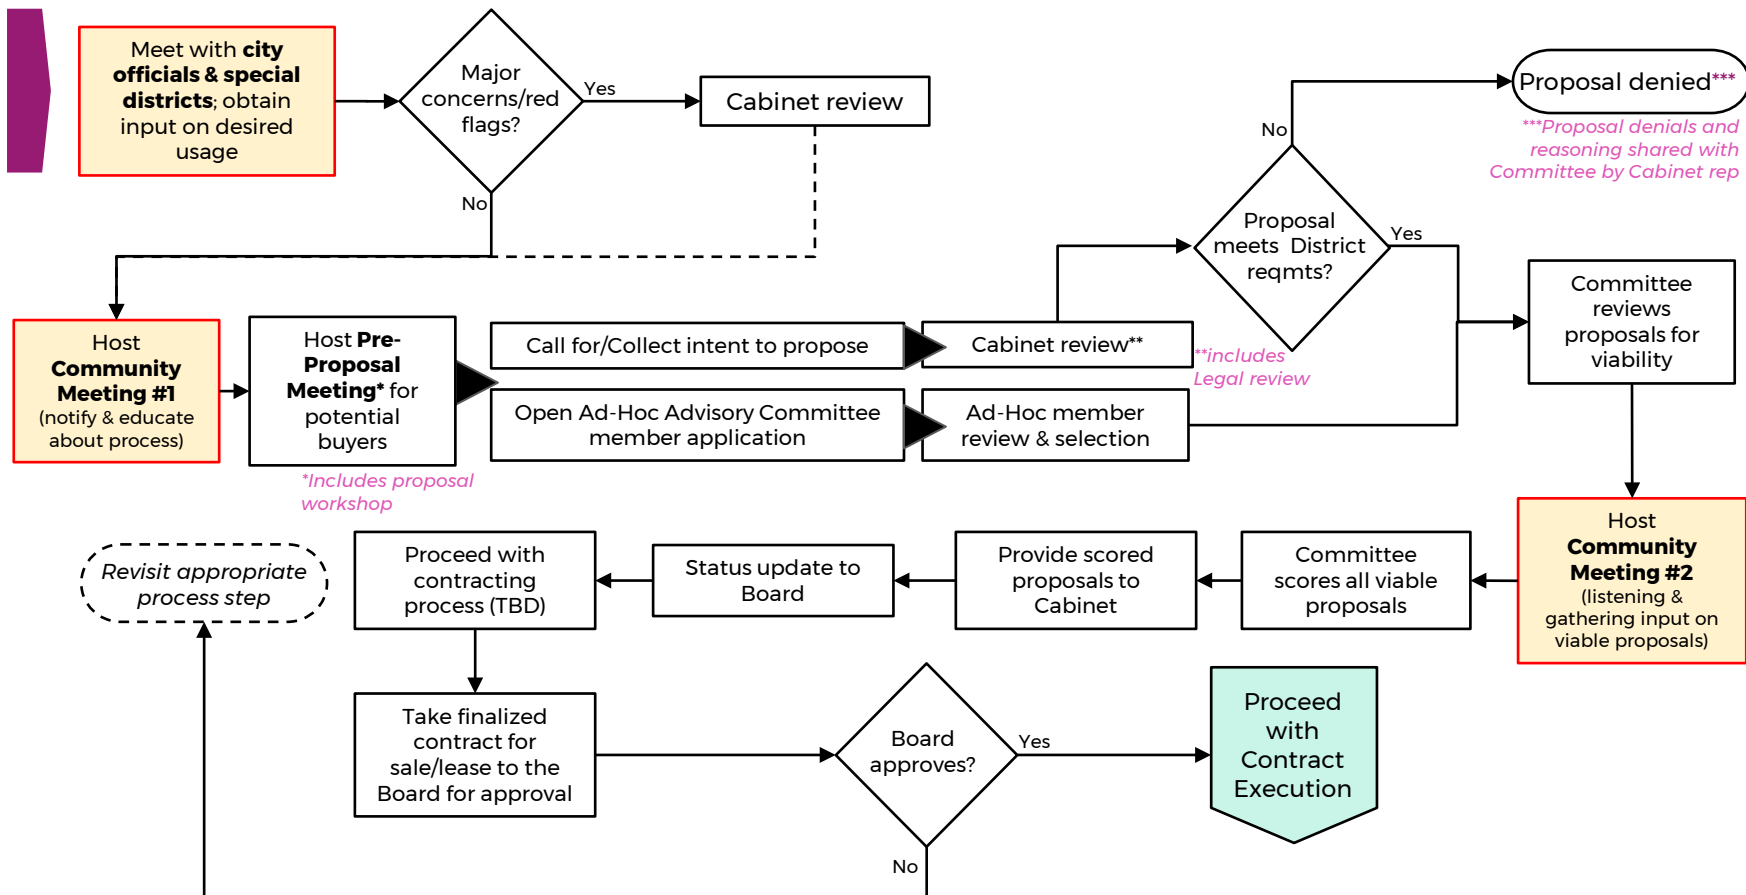 Meet with city
officials & special
districts; obtain
input on desired
usage
Major
concerns/red
flags?
Yes
No
Cabinet review
Proposal denied***
***Proposal denials and
reasoning shared with
Committee by Cabinet rep
No
Proposal
meets District
reqmts?
Yes
Host
Community
Meeting #1
(notify & educate
about process)
Host Pre-
Proposal
Meeting* for
potential
buyers
*Includes proposal
workshop
Call for/Collect intent to propose
Cabinet review**
**includes
Legal review
Open Ad-Hoc Advisory Committee
member application
Ad-Hoc member
review & selection
Committee
reviews
proposals for
viability
Host
Community
Meeting #2
(listening &
gathering input on
viable proposals)
Committee
scores all viable
proposals
Provide scored
proposals to
Cabinet
Status update to
Board
Proceed with
contracting
process (TBD)
Revisit appropriate
process step
Take finalized
contract for
sale/lease to the
Board for approval
Board
approves?
Yes
No
Proceed
with
Contract
Execution